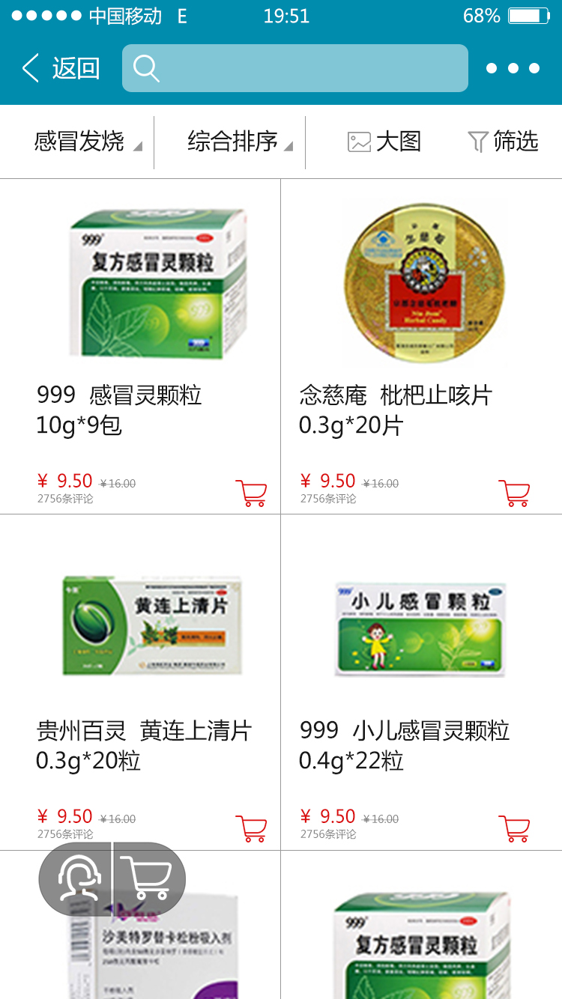 中国移动 E 19:51 68%
返回
感冒发烧 综合排序 大图 筛选
999
复方感冒灵颗粒
念慈庵
Nin Jiom
Herbal Candy
999 感冒灵颗粒
10g*9包
念慈庵 枇杷止咳片
0.3g*20片
¥ 9.50 ¥16.00
2756条评论
¥ 9.50 ¥16.00
2756条评论
黄连上清片
999
小儿感冒颗粒
贵州百灵 黄连上清片
0.3g*20粒
999 小儿感冒灵颗粒
0.4g*22粒
¥ 9.50 ¥16.00
2756条评论
¥ 9.50 ¥16.00
2756条评论
沙美特罗替卡松粉吸入剂
999
复方感冒灵颗粒